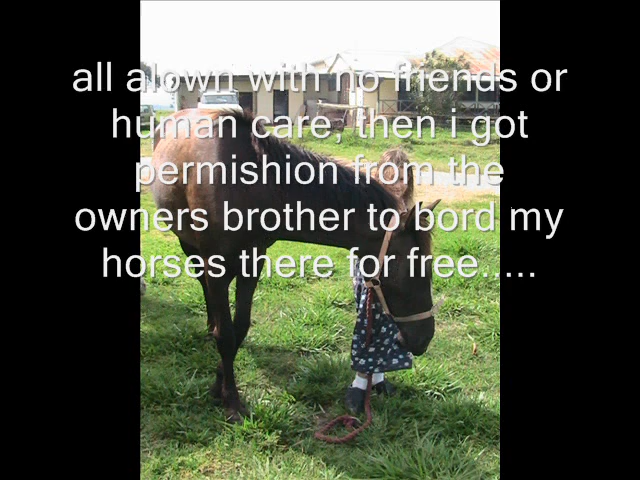 all alown with no friends or
human care, then i got
permishion from the
owners brother to bord my
horses there for free.....